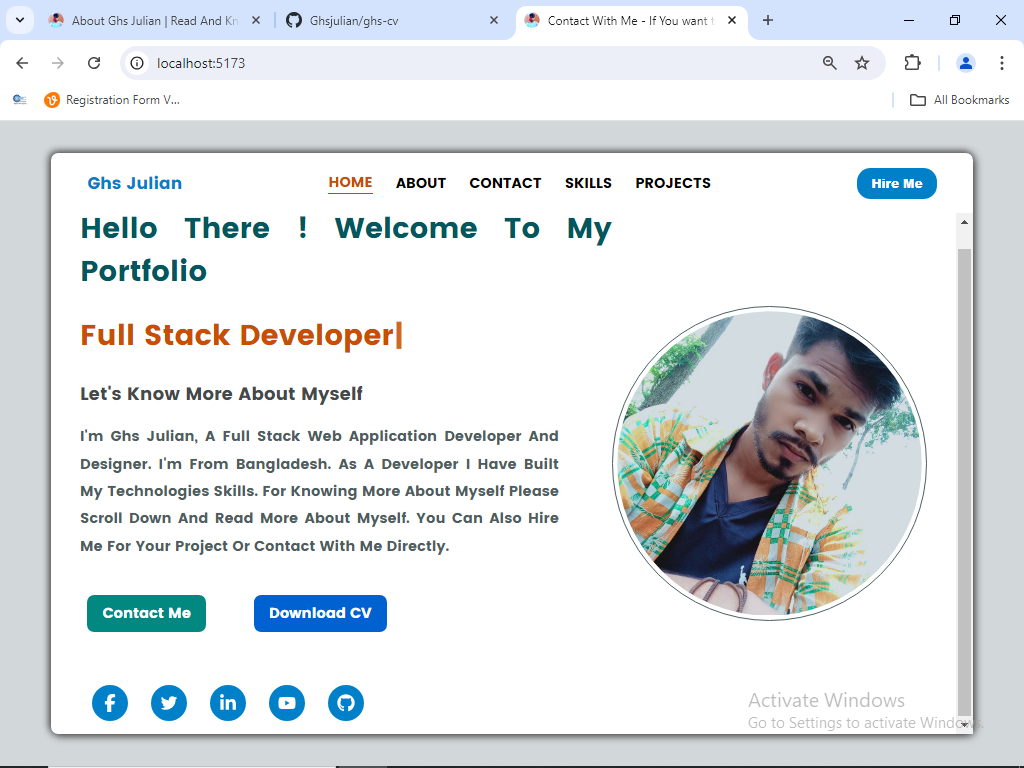 About Ghs Julian | Read And Kn
Ghsjulian/ghs-cv
Contact With Me - If You want t
localhost:5173
Registration Form V...
All Bookmarks
Ghs Julian
HOME
ABOUT
CONTACT
SKILLS
PROJECTS
Hire Me
Hello There ! Welcome To My
Portfolio
Full Stack Developer|
Let's Know More About Myself
I'm Ghs Julian, A Full Stack Web Application Developer And
Designer. I'm From Bangladesh. As A Developer I Have Built
My Technologies Skills. For Knowing More About Myself Please
Scroll Down And Read More About Myself. You Can Also Hire
Me For Your Project Or Contact With Me Directly.
Contact Me
Download CV
Activate Windows
Go to Settings to activate Windows.